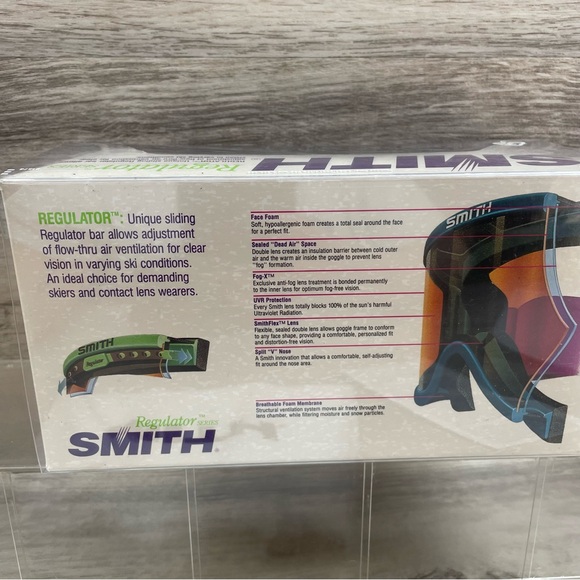 Regulator
SERIES
SMITH
REGULATOR™: Unique sliding
Regulator bar allows adjustment
of flow-thru air ventilation for clear
vision in varying ski conditions.
An ideal choice for demanding
skiers and contact lens wearers.
SMITH
Regulator™ SERIES
SMITH
Face Foam
Soft, hypoallergenic foam creates a total seal around the face
for a perfect fit.
Sealed "Dead Air" Space
Double lens creates an insulation barrier between cold outer
air and the warm air inside the goggle to prevent lens
"fog" formation.
Fog-X™
Exclusive anti-fog lens treatment is bonded permanently
to the inner lens for optimum fog-free vision.
UVR Protection
Every Smith lens totally blocks 100% of the sun's harmful
Ultraviolet Radiation.
SmithFlex™ Lens
Flexible, sealed double lens allows goggle frame to conform
to any face shape, providing a comfortable, personalized fit
and distortion-free vision.
Split "V" Nose
A Smith innovation that allows a comfortable, self-adjusting
fit around the nose area.
Breathable Foam Membrane
Structural ventilation system moves air freely through the
lens chamber, while filtering moisture and snow particles.
SMITH